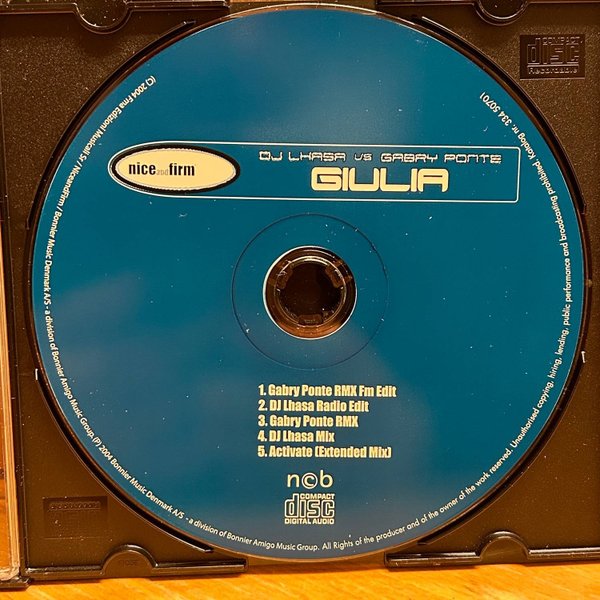 COMPACT
disc
Recordable
DJ LHASA VS GABRY PONTE
nice and firm
GIULIA
1. Gabry Ponte RMX Fm Edit
2. DJ Lhasa Radio Edit
3. Gabry Ponte RMX
4. DJ Lhasa Mix
5. Activate (Extended Mix)
n©b
COMPACT
disc
DIGITAL AUDIO
(C) 2004 Fma Edizioni Musicali Srl / Niceandfirm / Bonnier Music Denmark A/S - a division of Bonnier Amigo Music Group. (P) 2004 Bonnier Music Denmark A/S - a division of Bonnier Amigo Music Group. All Rights of the producer and of the owner of the work reserved. Unauthorised copying, hiring, lending, public performance and broadcasting prohibited. Katalog nr. 334 50701